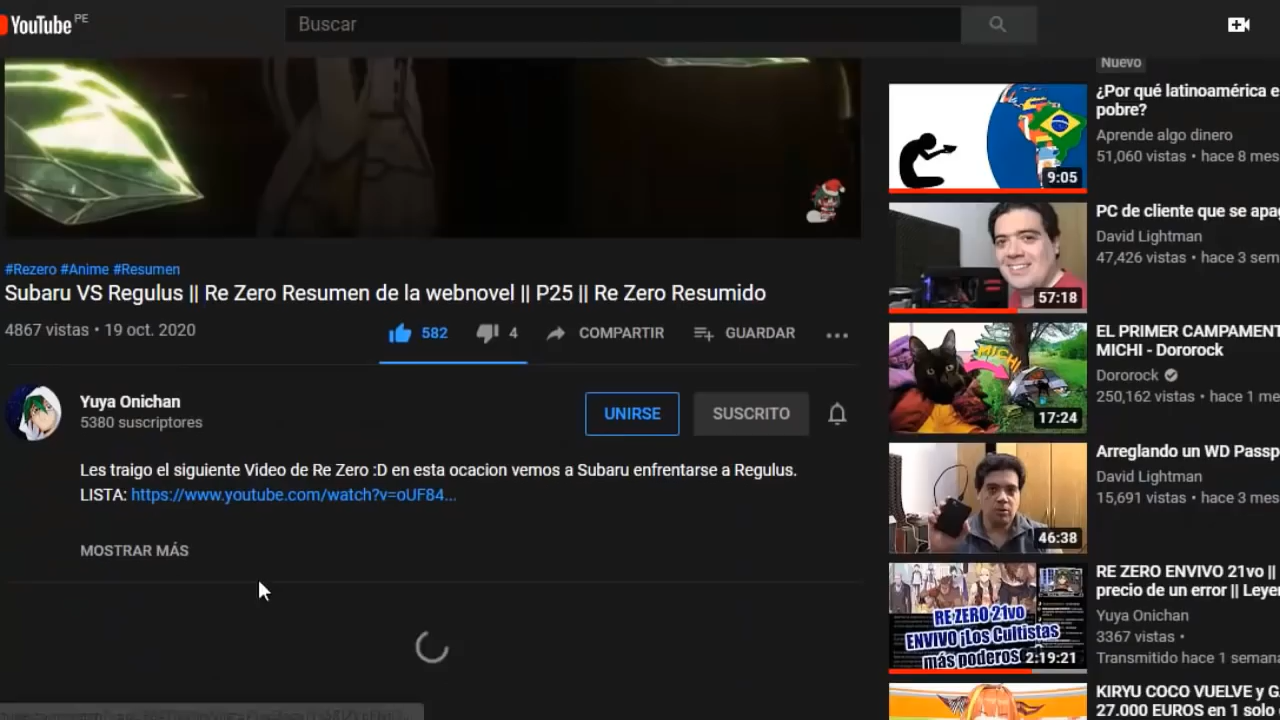 YouTube PE
Buscar
Nuevo
¿Por qué latinoamérica e
pobre?
Aprende algo dinero
51,060 vistas • hace 8 mes
9:05
PC de cliente que se apa
David Lightman
47,426 vistas • hace 3 sem
57:18
#Rezero #Anime #Resumen
Subaru VS Regulus || Re Zero Resumen de la webnovel || P25 || Re Zero Resumido
4867 vistas • 19 oct. 2020
582
4
COMPARTIR
GUARDAR
EL PRIMER CAMPAMENT
MICHI - Dororock
Dororock
250,162 vistas • hace 1 me
MICHI
17:24
Yuya Onichan
5380 suscriptores
UNIRSE
SUSCRITO
Les traigo el siguiente Video de Re Zero :D en esta ocacion vemos a Subaru enfrentarse a Regulus.
LISTA: https://www.youtube.com/watch?v=oUF84...
MOSTRAR MÁS
Arreglando un WD Passp
David Lightman
15,691 vistas • hace 3 mes
46:38
RE ZERO ENVIVO 21vo ||
precio de un error || Leye
Yuya Onichan
3367 vistas •
Transmitido hace 1 seman
RE ZERO 21vo
ENVIVO ¡Los Cultistas
más poderos
2:19:21
KIRYU COCO VUELVE y G
27.000 EUROS en 1 solo